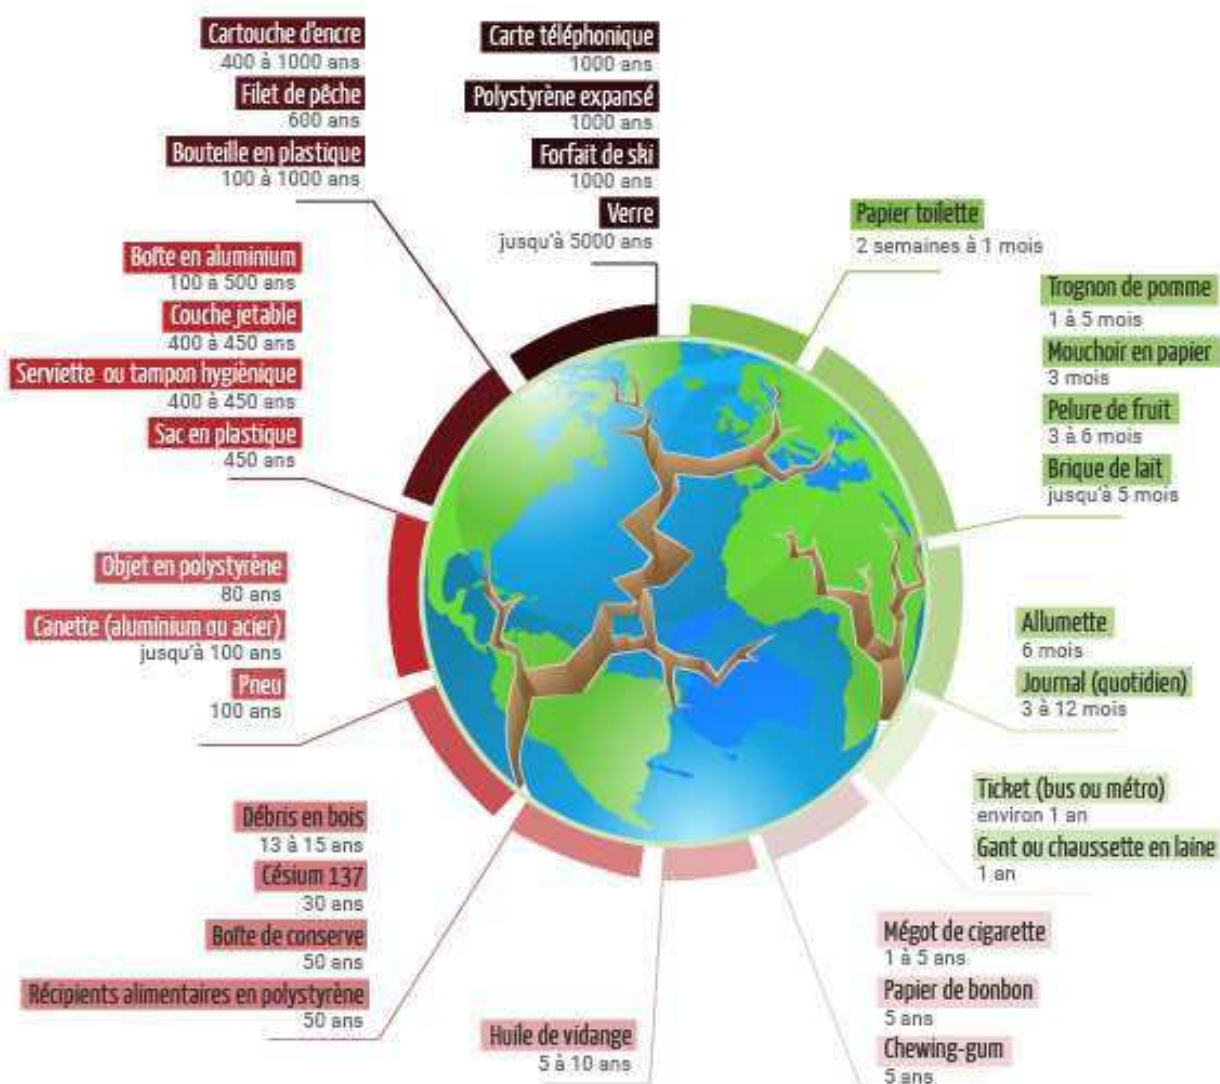 Cartouche d'encre
400 à 1000 ans
Filet de pêche
600 ans
Bouteille en plastique
100 à 1000 ans
Carte téléphonique
1000 ans
Polystyrène expansé
1000 ans
Forfait de ski
1000 ans
Verre
jusqu'à 5000 ans
Papier toilette
2 semaines à 1 mois
Trognon de pomme
1 à 5 mois
Mouchoir en papier
3 mois
Pelure de fruit
3 à 6 mois
Brique de lait
jusqu'à 5 mois
Allumette
6 mois
Journal (quotidien)
3 à 12 mois
Ticket (bus ou métro)
environ 1 an
Gant ou chaussette en laine
1 an
Mégot de cigarette
1 à 5 ans
Papier de bonbon
5 ans
Chewing-gum
5 ans
Huile de vidange
5 à 10 ans
Débris en bois
13 à 15 ans
Césium 137
30 ans
Boîte de conserve
50 ans
Récipients alimentaires en polystyrène
50 ans
Objet en polystyrène
80 ans
Canette (aluminium ou acier)
jusqu'à 100 ans
Pneu
100 ans
Boîte en aluminium
100 à 500 ans
Couche jetable
400 à 450 ans
Serviette ou tampon hygiènique
400 à 450 ans
Sac en plastique
450 ans